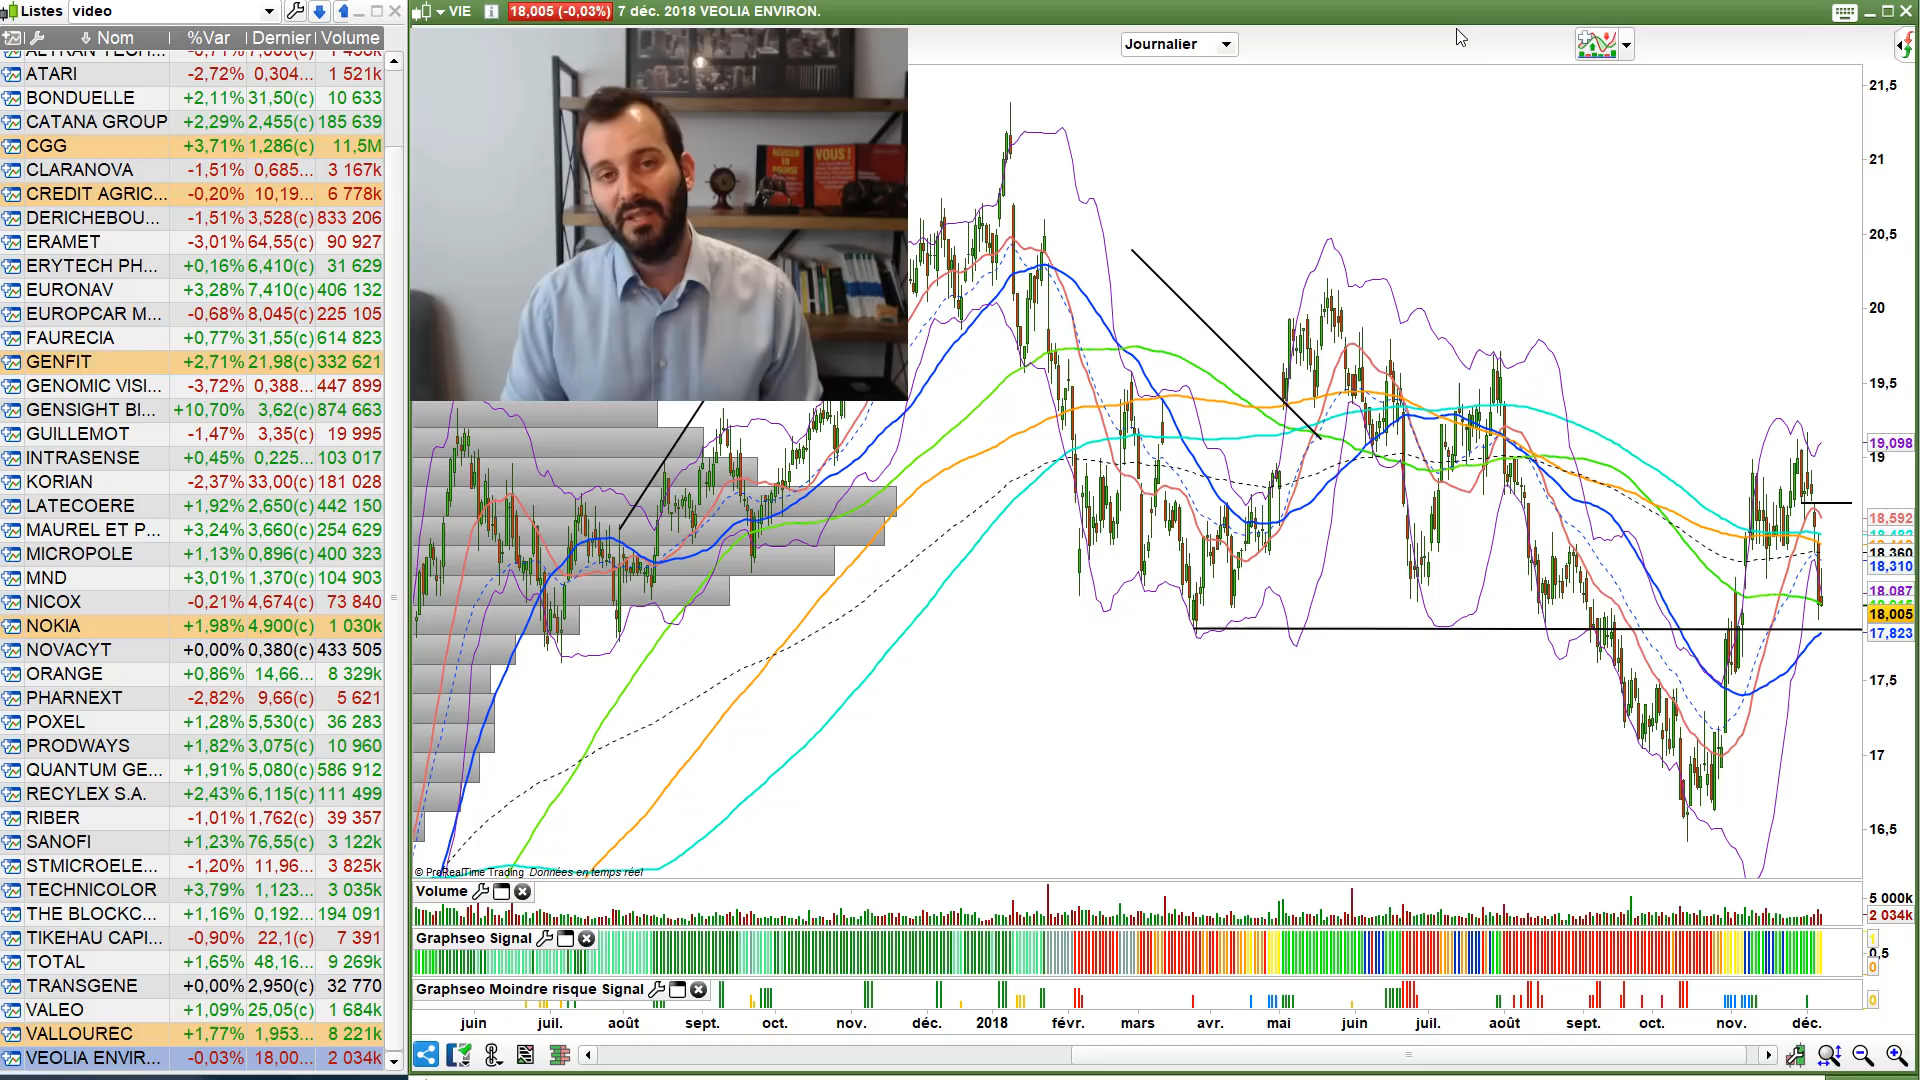 Listes video
VIE 18,005 (-0,03%) 7 déc. 2018 VEOLIA ENVIRON.
Nom %Var Dernier Volume
Journalier
ATARI -2,72% 0,304... 1 521k
BONDUELLE +2,11% 31,50(c) 10 633
CATANA GROUP +2,29% 2,455(c) 185 639
CGG +3,71% 1,286(c) 11,5M
CLARANOVA -1,51% 0,685... 3 167k
CREDIT AGRIC... -0,20% 10,19... 6 778k
DERICHEBOU... -1,51% 3,528(c) 833 206
ERAMET -3,01% 64,55(c) 90 927
ERYTECH PH... +0,16% 6,410(c) 31 629
EURONAV +3,28% 7,410(c) 406 132
EUROPCAR M... -0,68% 8,045(c) 225 105
FAURECIA +0,77% 31,55(c) 614 823
GENFIT +2,71% 21,98(c) 332 621
GENOMIC VISI... -3,72% 0,388... 447 899
GENSIGHT BI... +10,70% 3,62(c) 874 663
GUILLEMOT -1,47% 3,35(c) 19 995
INTRASENSE +0,45% 0,225... 103 017
KORIAN -2,37% 33,00(c) 181 028
LATECOERE +1,92% 2,650(c) 442 150
MAUREL ET P... +3,24% 3,660(c) 254 629
MICROPOLE +1,13% 0,896(c) 400 323
MND +3,01% 1,370(c) 104 903
NICOX -0,21% 4,674(c) 73 840
NOKIA +1,98% 4,900(c) 1 030k
NOVACYT +0,00% 0,380(c) 433 505
ORANGE +0,86% 14,66... 8 329k
PHARNEXT -2,82% 9,66(c) 5 621
POXEL +1,28% 5,530(c) 36 283
PRODWAYS +1,82% 3,075(c) 10 960
QUANTUM GE... +1,91% 5,080(c) 586 912
RECYLEX S.A. +2,43% 6,115(c) 111 499
RIBER -1,01% 1,762(c) 39 357
SANOFI +1,23% 76,55(c) 3 122k
STMICROELE... -1,20% 11,96... 3 825k
TECHNICOLOR +3,79% 1,123... 3 035k
THE BLOCKC... +1,16% 0,192... 194 091
TIKEHAU CAPI... -0,90% 22,1(c) 7 391
TOTAL +1,65% 48,16... 9 269k
TRANSGENE +0,00% 2,950(c) 32 770
VALEO +1,09% 25,05(c) 1 684k
VALLOUREC +1,77% 1,953... 8 221k
VEOLIA ENVIR... -0,03% 18,00... 2 034k
VOUS !
21,5
21
20,5
20
19,5
19,098
19
18,592
18,360
18,310
18,087
18,005
17,823
17,5
17
16,5
© ProRealTime Trading Données en temps réel
Volume
5 000k
2 034k
Graphseo Signal
1
0,5
0
Graphseo Moindre risque Signal
0
juin juil. août sept. oct. nov. déc. 2018 févr. mars avr. mai juin juil. août sept. oct. nov. déc.